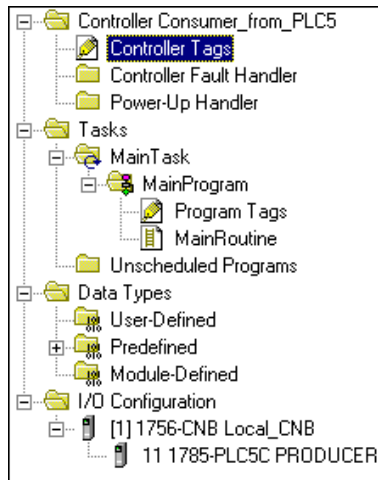 Controller Consumer_from_PLC5
Controller Tags
Controller Fault Handler
Power-Up Handler
Tasks
MainTask
MainProgram
Program Tags
MainRoutine
Unscheduled Programs
Data Types
User-Defined
Predefined
Module-Defined
I/O Configuration
[1] 1756-CNB Local_CNB
11 1785-PLC5C PRODUCER